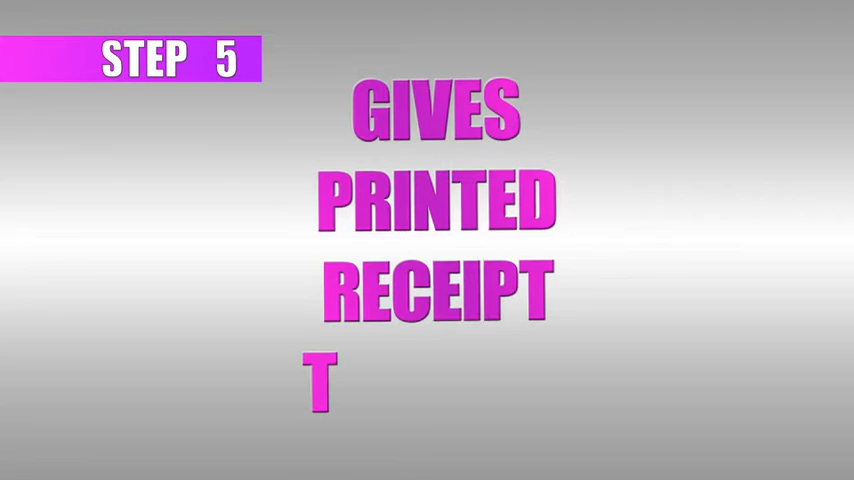 STEP 5
GIVES
PRINTED
RECEIPT
T